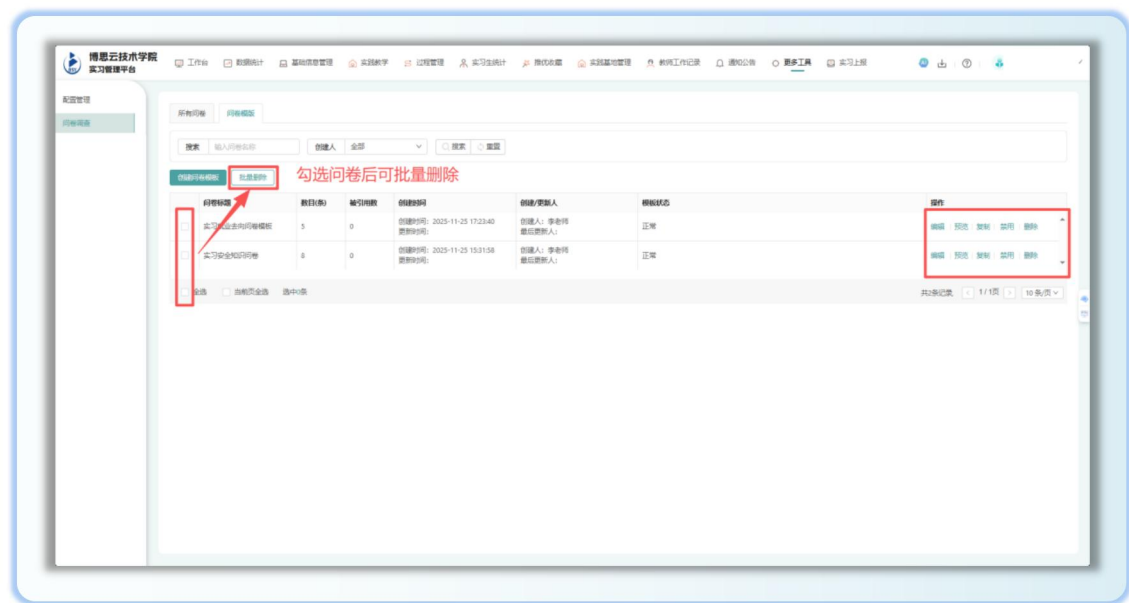 博思云技术学院
实习管理平台
工作台 数据统计 基础信息管理 实践教学 过程管理 实习生统计 推优收藏 实践基地管理 教师工作记录 通知公告 更多工具 实习上报
配置管理
问卷调查
所有问卷 问卷模版
搜索 输入问卷名称 创建人 全部 搜索 重置
创建问卷模板 批量删除 勾选问卷后可批量删除
问卷标题 数目(条) 被引用数 创建时间 创建/更新人 模板状态 操作
实习就业去向问卷模板 5 0 创建时间：2025-11-25 17:23:40 创建人：李老师 正常 编辑 预览 复制 禁用 删除
更新时间： 最后更新人：
实习安全知识问卷 8 0 创建时间：2025-11-25 15:31:58 创建人：李老师 正常 编辑 预览 复制 禁用 删除
更新时间： 最后更新人：
全选 当前页全选 选中0条 共2条记录 < 1 / 1页 > 10 条/页